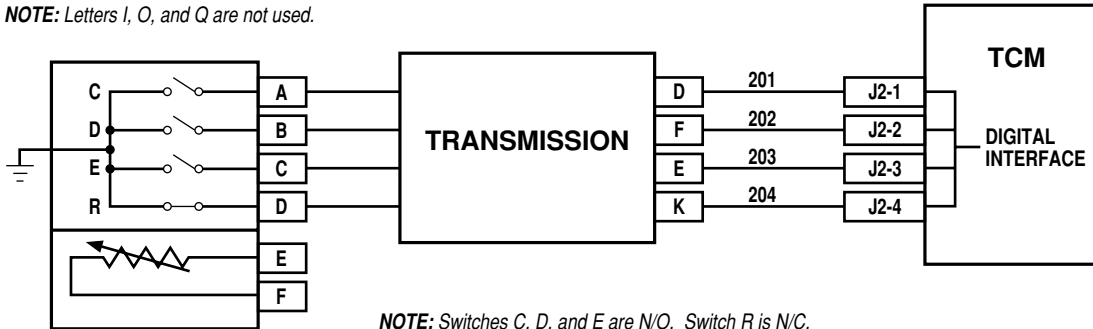 NOTE: Letters I, O, and Q are not used.
C
D
E
R
A
B
C
D
E
F
TRANSMISSION
D
F
E
K
201
202
203
204
J2-1
J2-2
J2-3
J2-4
TCM
DIGITAL
INTERFACE
NOTE: Switches C, D, and E are N/O. Switch R is N/C.